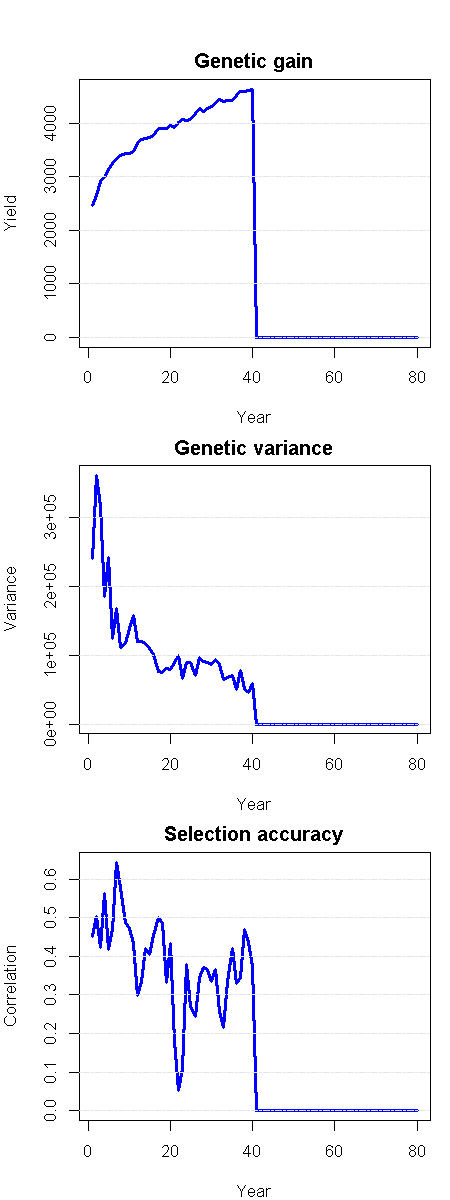 Genetic gain
Yield
4000
3000
2000
1000
0
0 20 40 60 80
Year
Genetic variance
Variance
3e+05
2e+05
1e+05
0e+00
0 20 40 60 80
Year
Selection accuracy
Correlation
0.6
0.5
0.4
0.3
0.2
0.1
0.0
0 20 40 60 80
Year